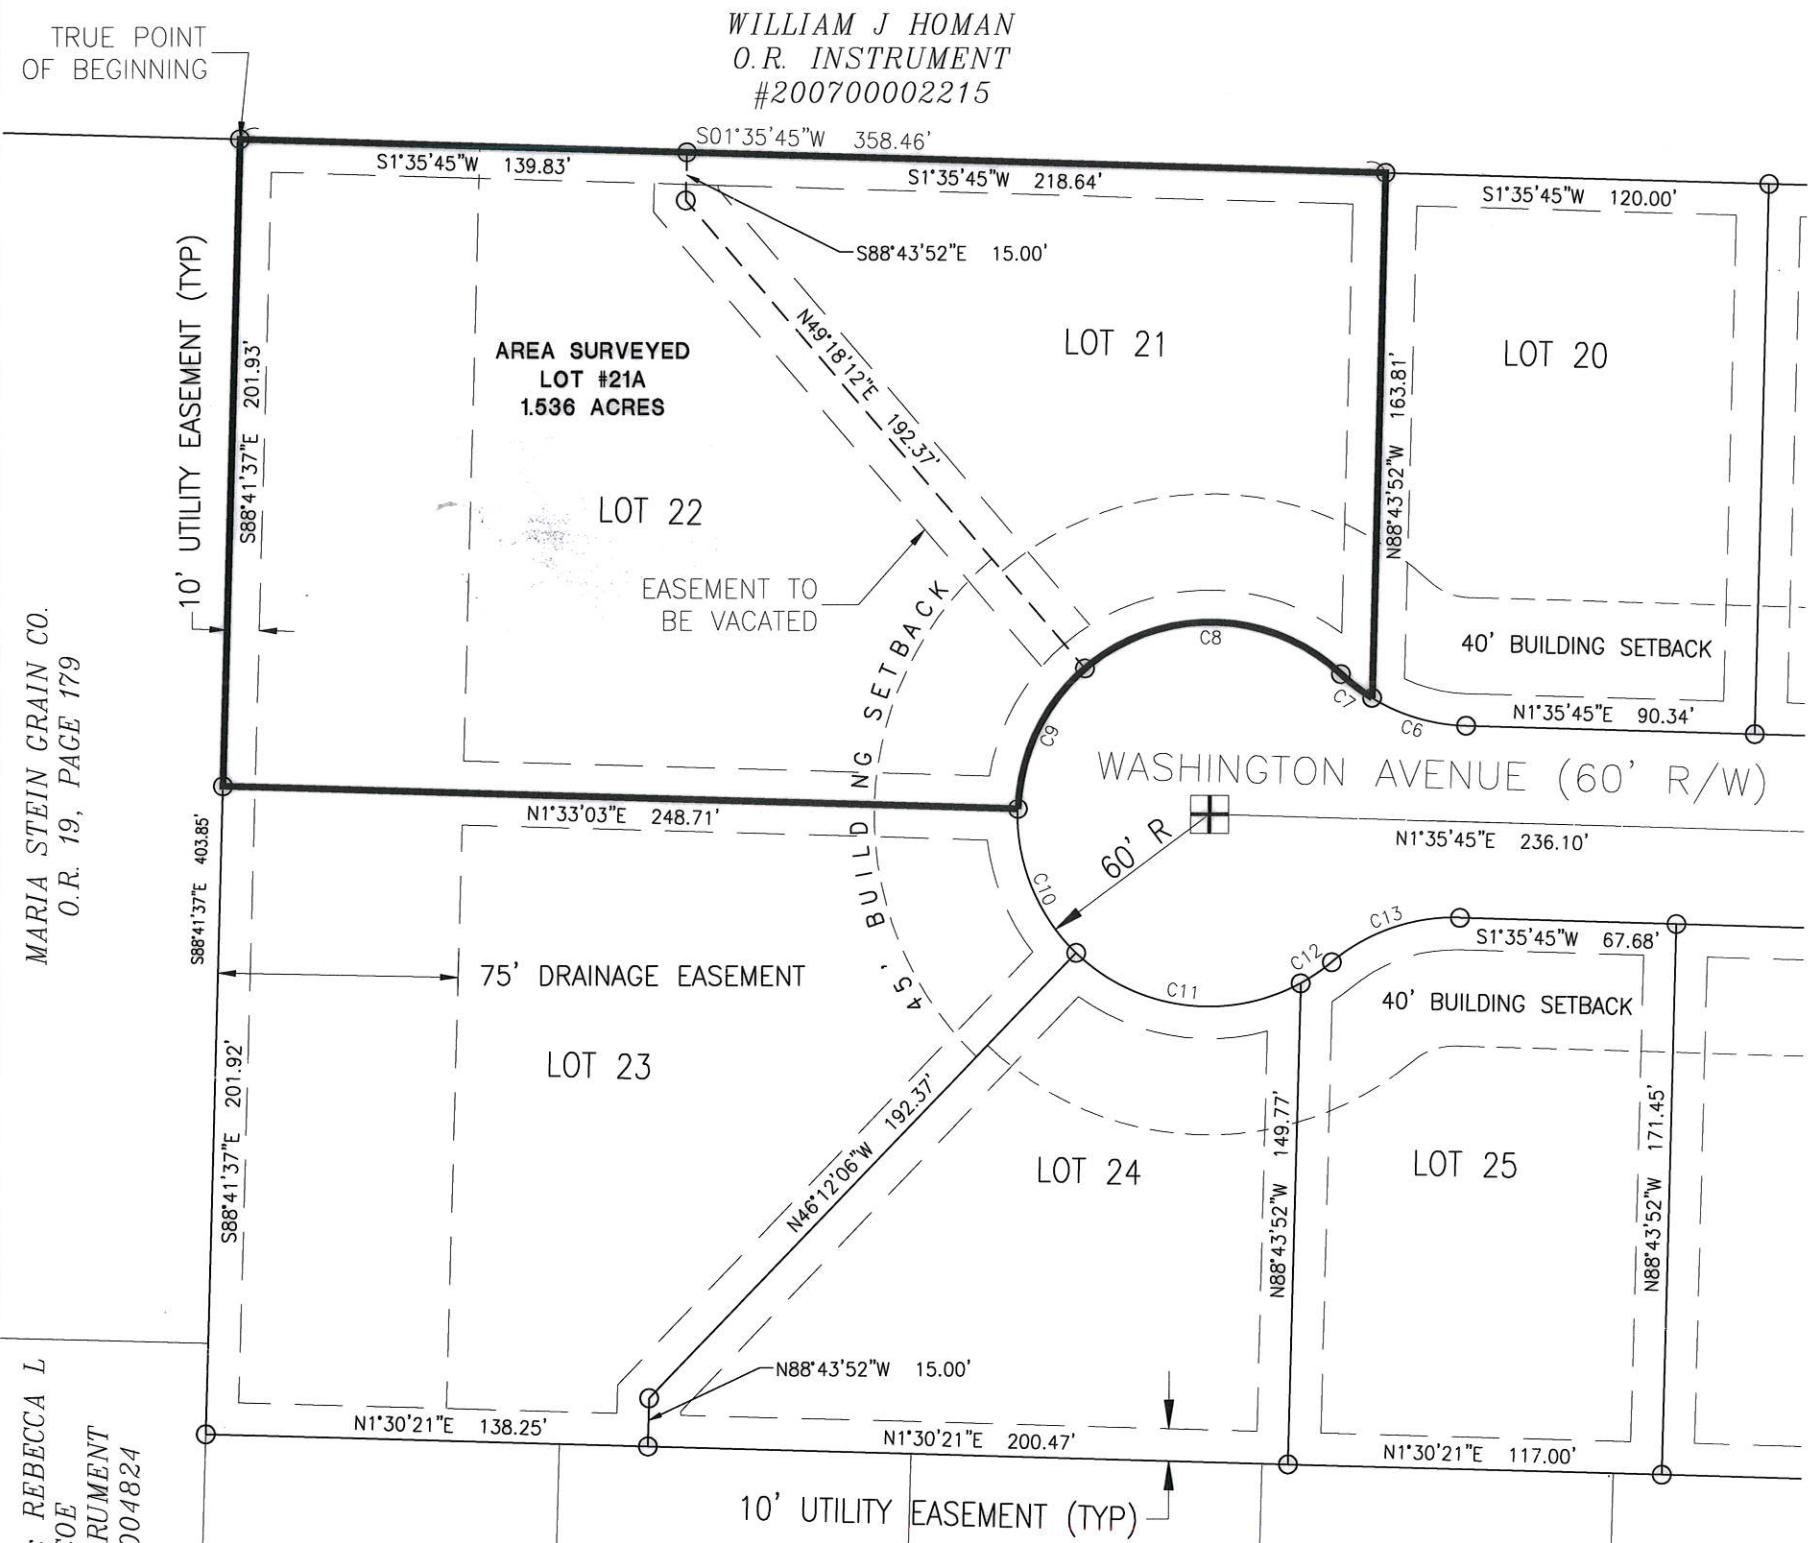 TRUE POINT
OF BEGINNING
WILLIAM J HOMAN
O.R. INSTRUMENT
#200700002215
S01°35'45"W 358.46'
S1°35'45"W 139.83'
S1°35'45"W 218.64'
S1°35'45"W 120.00'
S88°43'52"E 15.00'
10' UTILITY EASEMENT (TYP)
S88°41'37"E 201.93'
AREA SURVEYED
LOT #21A
1.536 ACRES
N49°18'12"E 192.37'
LOT 21
N88°43'52"W 163.81'
LOT 20
LOT 22
EASEMENT TO
BE VACATED
45' BUILD NG SETBACK
C8
C7
C6
C9
40' BUILDING SETBACK
N1°35'45"E 90.34'
WASHINGTON AVENUE (60' R/W)
MARIA STEIN GRAIN CO.
O.R. 19, PAGE 179
N1°33'03"E 248.71'
60' R
N1°35'45"E 236.10'
S88°41'37"E 403.85'
C10
C11
C12
C13
S1°35'45"W 67.68'
75' DRAINAGE EASEMENT
40' BUILDING SETBACK
LOT 23
S88°41'37"E 201.92'
N46°12'06"W 192.37'
LOT 24
N88°43'52"W 149.77'
LOT 25
N88°43'52"W 171.45'
N88°43'52"W 15.00'
N1°30'21"E 138.25'
N1°30'21"E 200.47'
N1°30'21"E 117.00'
10' UTILITY EASEMENT (TYP)
REBECCA L
COE
RUMENT
004824